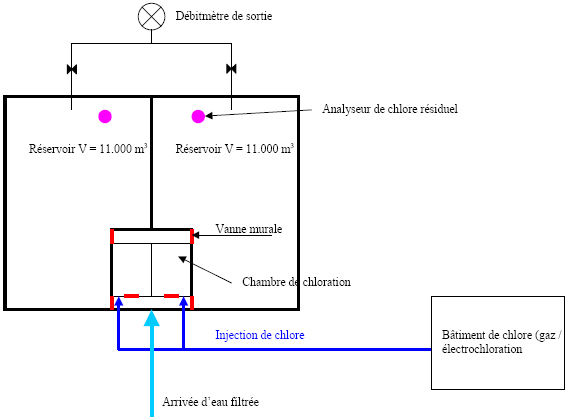 Débitmètre de sortie
Analyseur de chlore résiduel
Réservoir V = 11.000 m³
Réservoir V = 11.000 m³
Vanne murale
Chambre de chloration
Injection de chlore
Bâtiment de chlore (gaz /
électrochloration
Arrivée d'eau filtrée